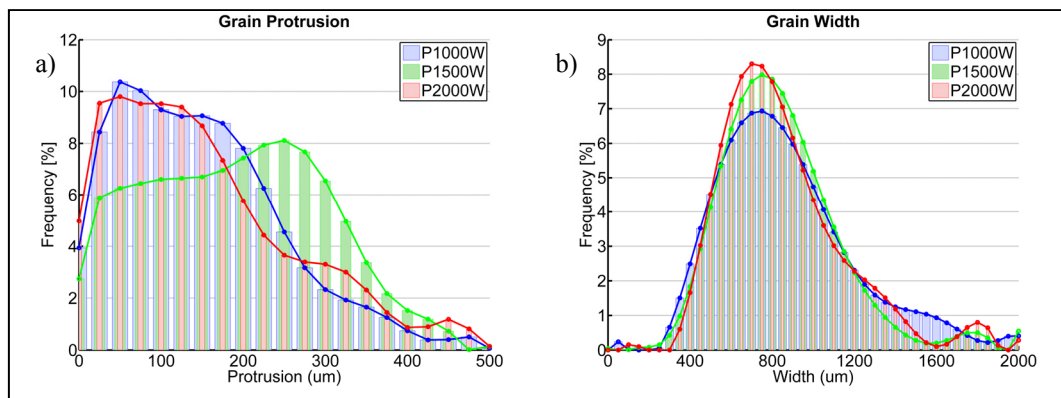 Grain Protrusion
a)
P1000W
P1500W
P2000W
Frequency [%]
12
10
8
6
4
2
0
0 100 200 300 400 500
Protrusion (um)
Grain Width
b)
P1000W
P1500W
P2000W
Frequency [%]
9
8
7
6
5
4
3
2
1
0
0 400 800 1200 1600 2000
Width (um)